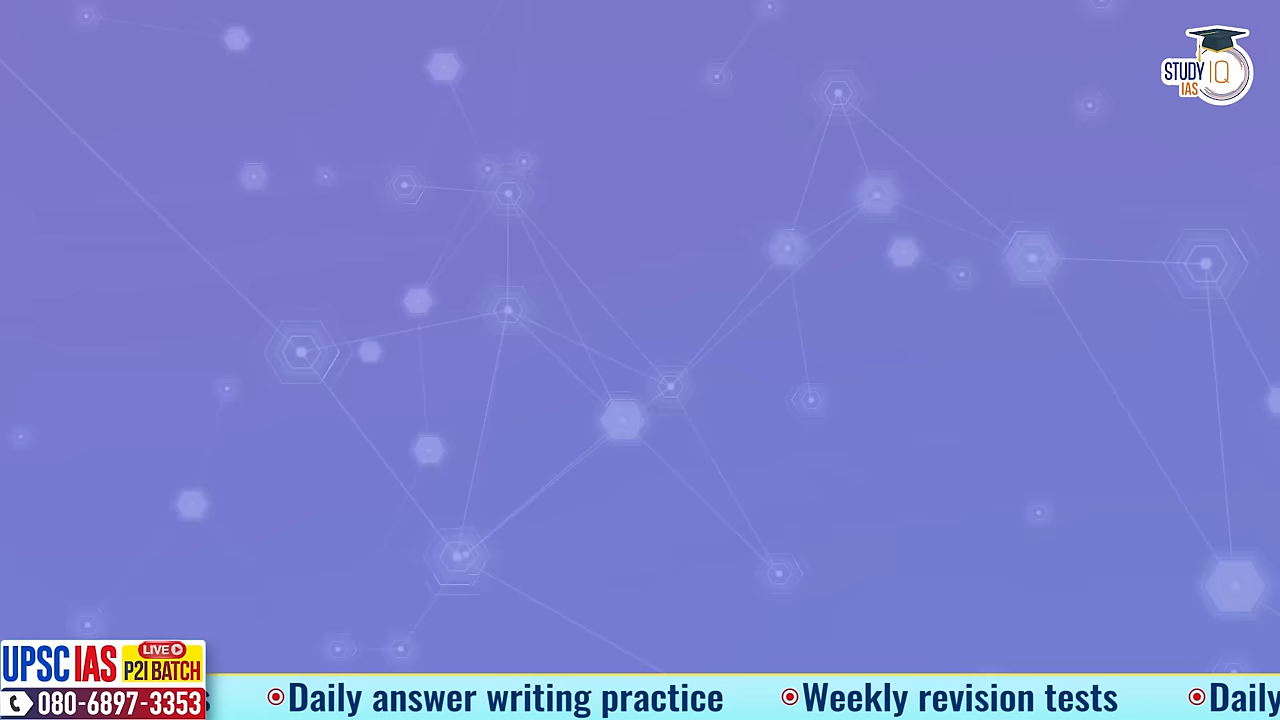 STUDY IQ
IAS
UPSC IAS
LIVE
P2I BATCH
080-6897-3353
s
Daily answer writing practice
Weekly revision tests
Daily